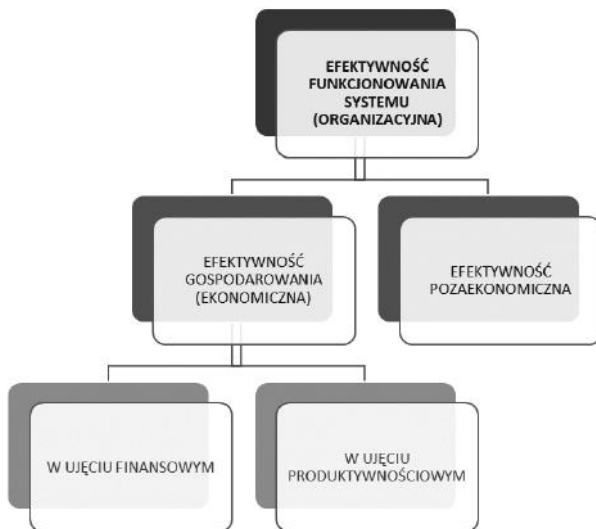 EFEKTYWNOŚĆ
FUNKCJONOWANIA
SYSTEMU
(ORGANIZACYJNA)
EFEKTYWNOŚĆ
GOSPODAROWANIA
(EKONOMICZNA)
EFEKTYWNOŚĆ
POZAEKONOMICZNA
W UJĘCIU FINANSOWYM
W UJĘCIU
PRODUKTYWNOŚCIOWYM